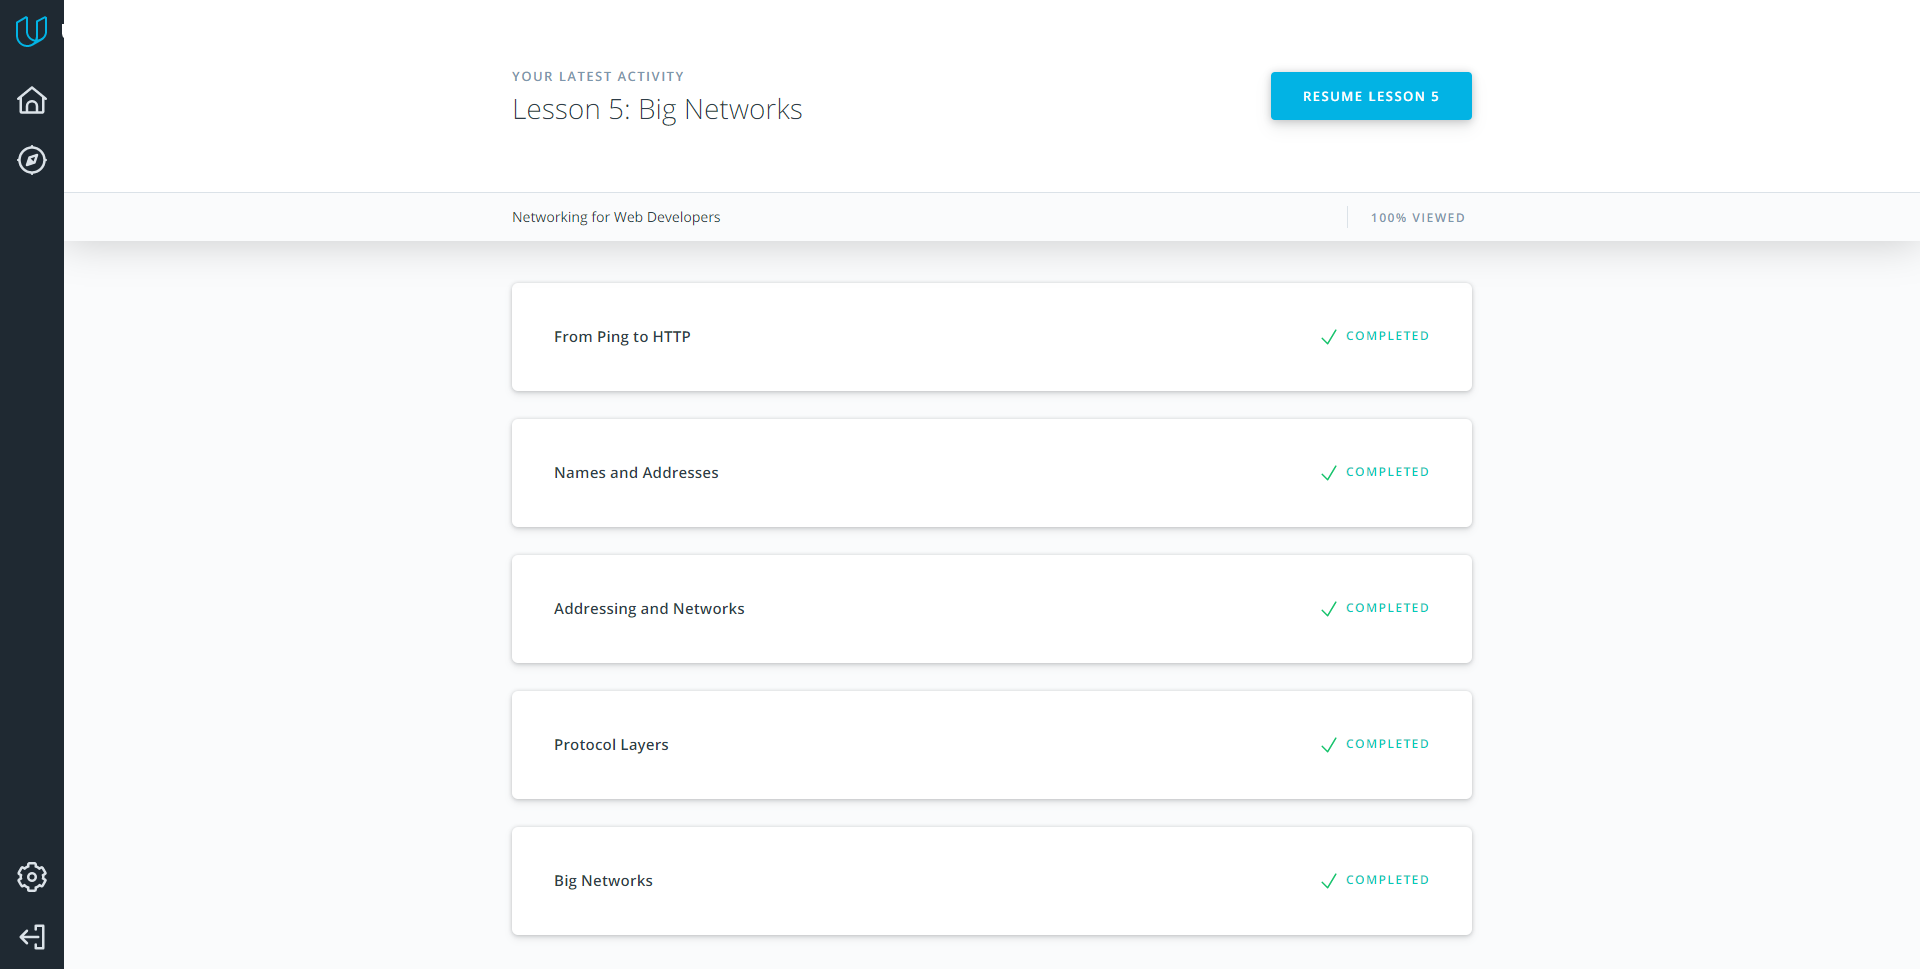 YOUR LATEST ACTIVITY
Lesson 5: Big Networks
RESUME LESSON 5
Networking for Web Developers
100% VIEWED
From Ping to HTTP
COMPLETED
Names and Addresses
COMPLETED
Addressing and Networks
COMPLETED
Protocol Layers
COMPLETED
Big Networks
COMPLETED